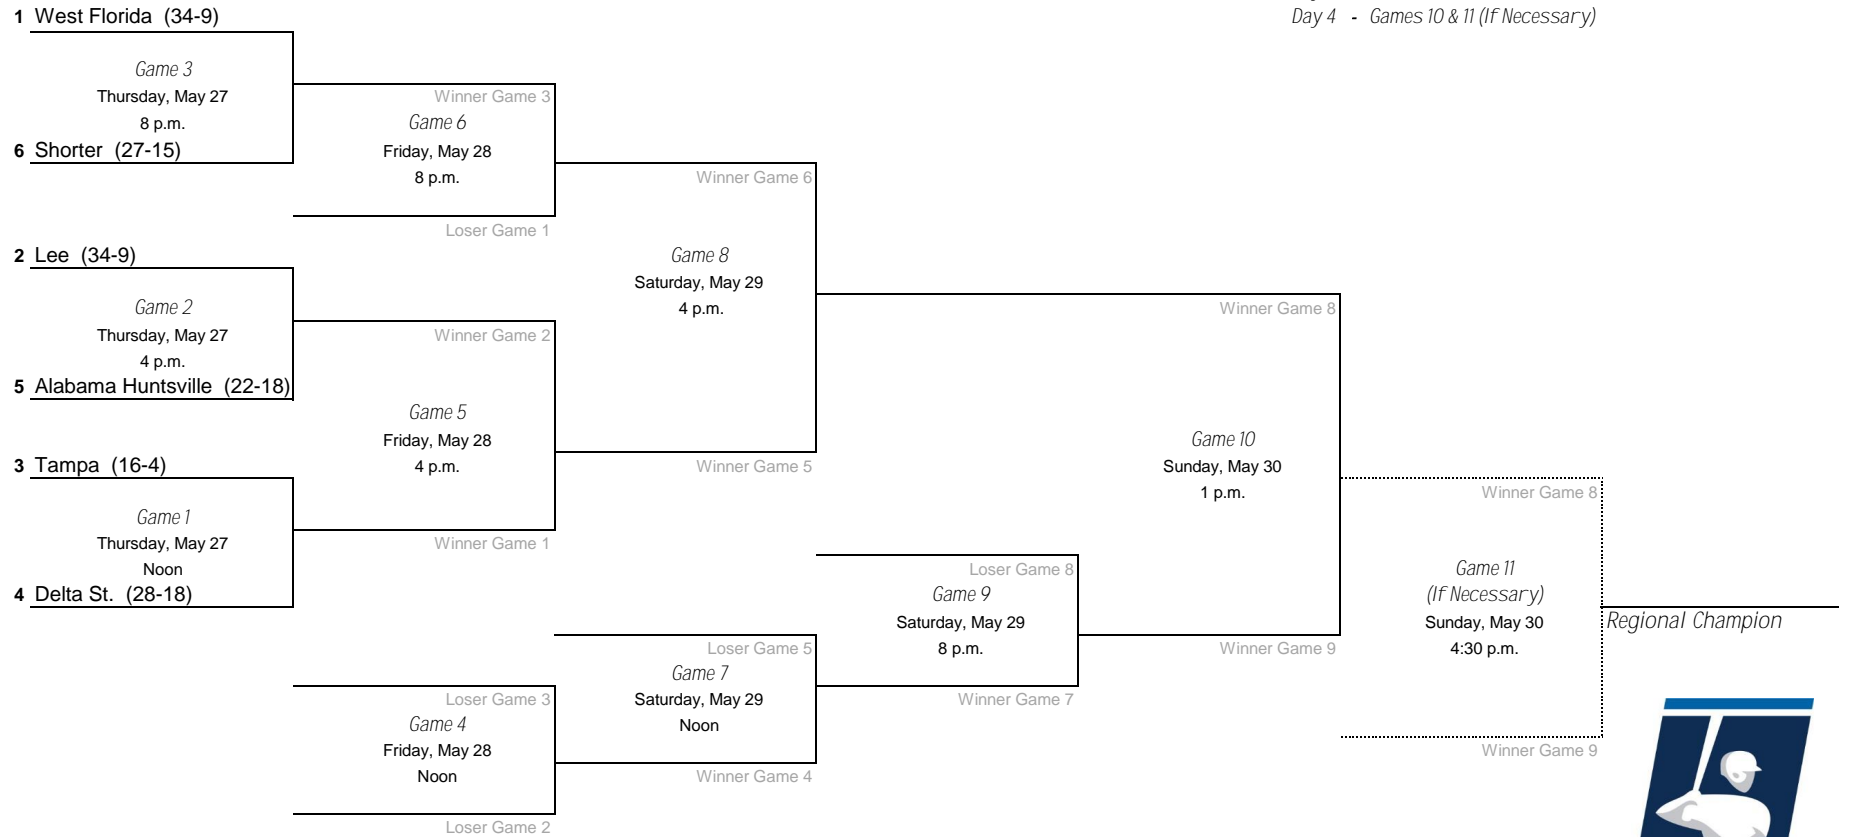 1 West Florida (34-9)
Day 4 - Games 10 & 11 (If Necessary)
Game 3
Thursday, May 27
8 p.m.
6 Shorter (27-15)
Winner Game 3
Game 6
Friday, May 28
8 p.m.
Loser Game 1
2 Lee (34-9)
Game 2
Thursday, May 27
4 p.m.
5 Alabama Huntsville (22-18)
Winner Game 2
Game 5
Friday, May 28
4 p.m.
Winner Game 1
3 Tampa (16-4)
Game 1
Thursday, May 27
Noon
4 Delta St. (28-18)
Winner Game 6
Game 8
Saturday, May 29
4 p.m.
Winner Game 5
Loser Game 3
Game 4
Friday, May 28
Noon
Loser Game 2
Loser Game 5
Game 7
Saturday, May 29
Noon
Winner Game 4
Loser Game 8
Game 9
Saturday, May 29
8 p.m.
Winner Game 7
Winner Game 8
Game 10
Sunday, May 30
1 p.m.
Winner Game 9
Winner Game 8
Game 11
(If Necessary)
Sunday, May 30
4:30 p.m.
Winner Game 9
Regional Champion